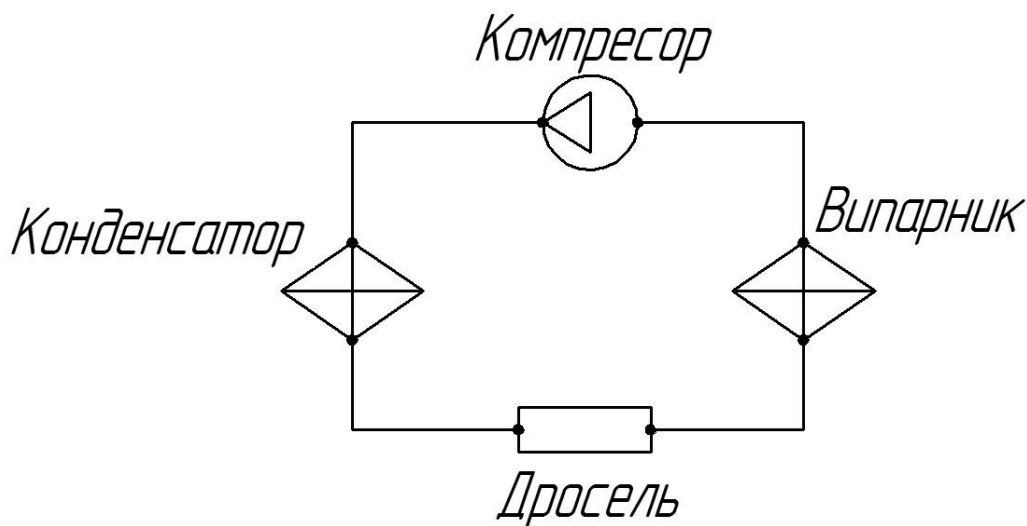 Компресор
Конденсатор
Випарник
Дросель